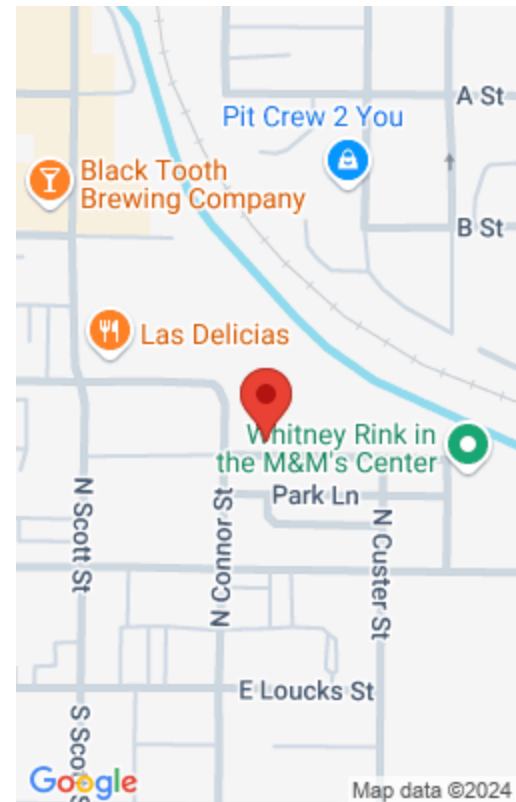 A St
Pit Crew 2 You
Black Tooth
Brewing Company
B St
Las Delicias
Whitney Rink in
the M&M's Center
Park Ln
N Scott St
N Connor St
N Custer St
E Loucks St
S Scott S
Google
Map data ©2024